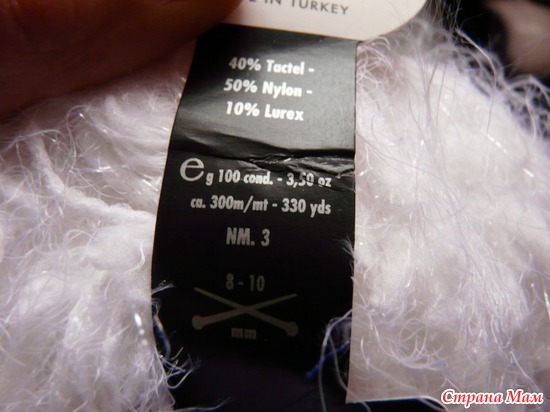 IN TURKEY
40% Tactel -
50% Nylon -
10% Lurex
e g 100 cond. - 3,50 oz
ca. 300m/mt - 330 yds
NM. 3
8 - 10
mm
Страна Мам